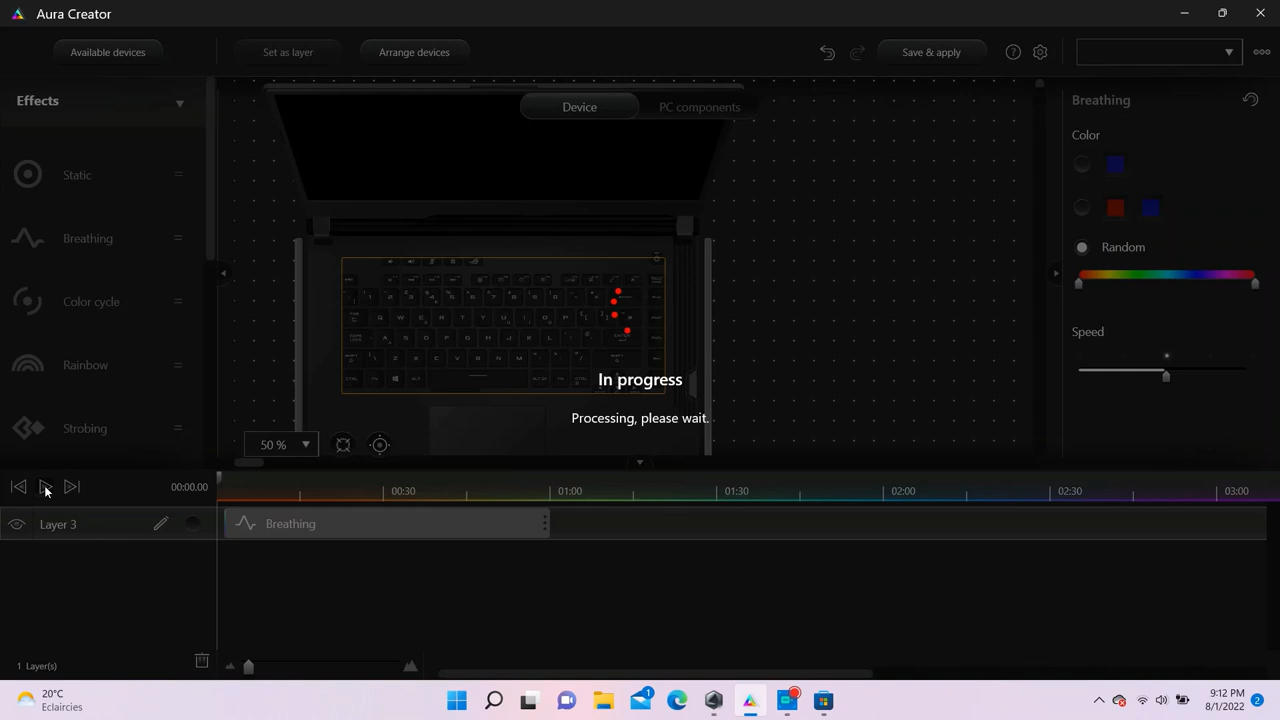 Aura Creator
Available devices
Set as layer
Arrange devices
Save & apply
Effects
Device
PC components
Breathing
Color
Static
Breathing
Random
Color cycle
Speed
Rainbow
In progress
Processing, please wait.
Strobing
50 %
00:00.00
00:30
01:00
01:30
02:00
02:30
03:00
Layer 3
Breathing
1 Layer(s)
20°C
Eclaircies
1
9:12 PM
8/1/2022
2